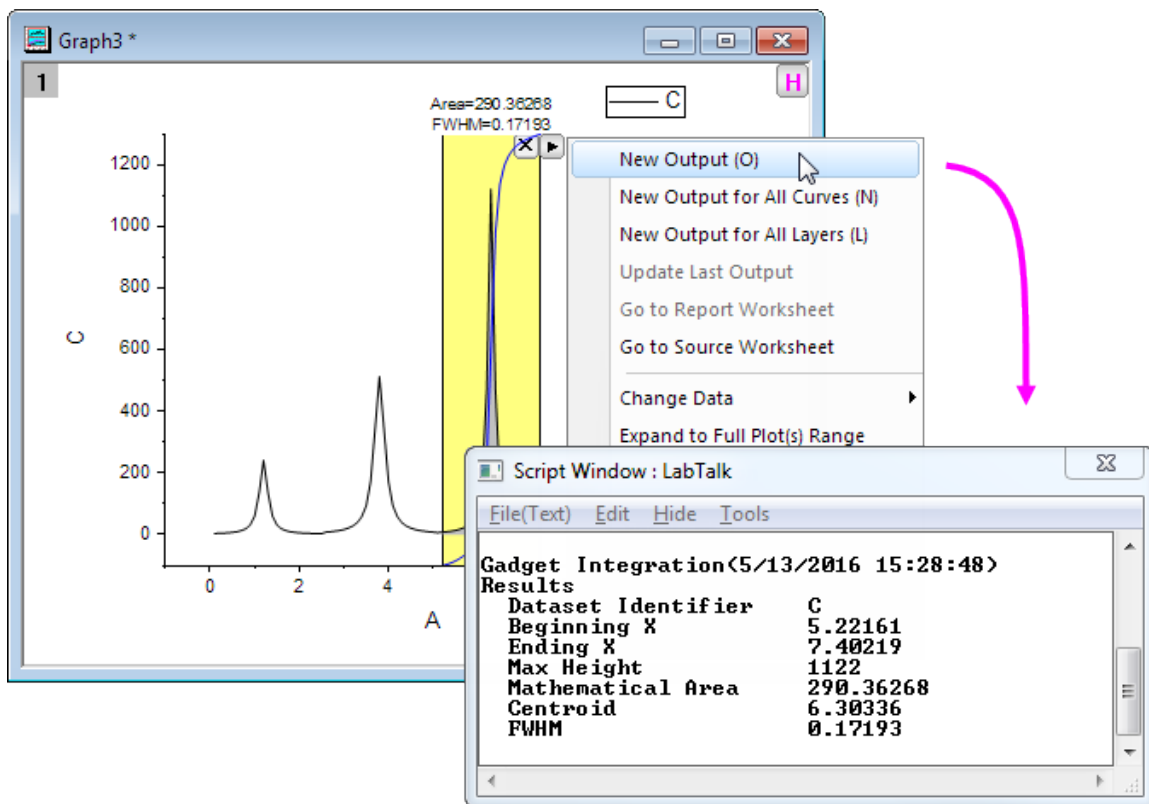 Graph3 *
1
H
Area=290.36268
FWHM=0.17193
C
1200
1000
800
600
400
200
0
C
0
2
4
A
New Output (O)
New Output for All Curves (N)
New Output for All Layers (L)
Update Last Output
Go to Report Worksheet
Go to Source Worksheet
Change Data
Expand to Full Plot(s) Range
Script Window : LabTalk
File(Text) Edit Hide Tools
Gadget Integration(5/13/2016 15:28:48)
Results
Dataset Identifier C
Beginning X 5.22161
Ending X 7.40219
Max Height 1122
Mathematical Area 290.36268
Centroid 6.30336
FWHM 0.17193